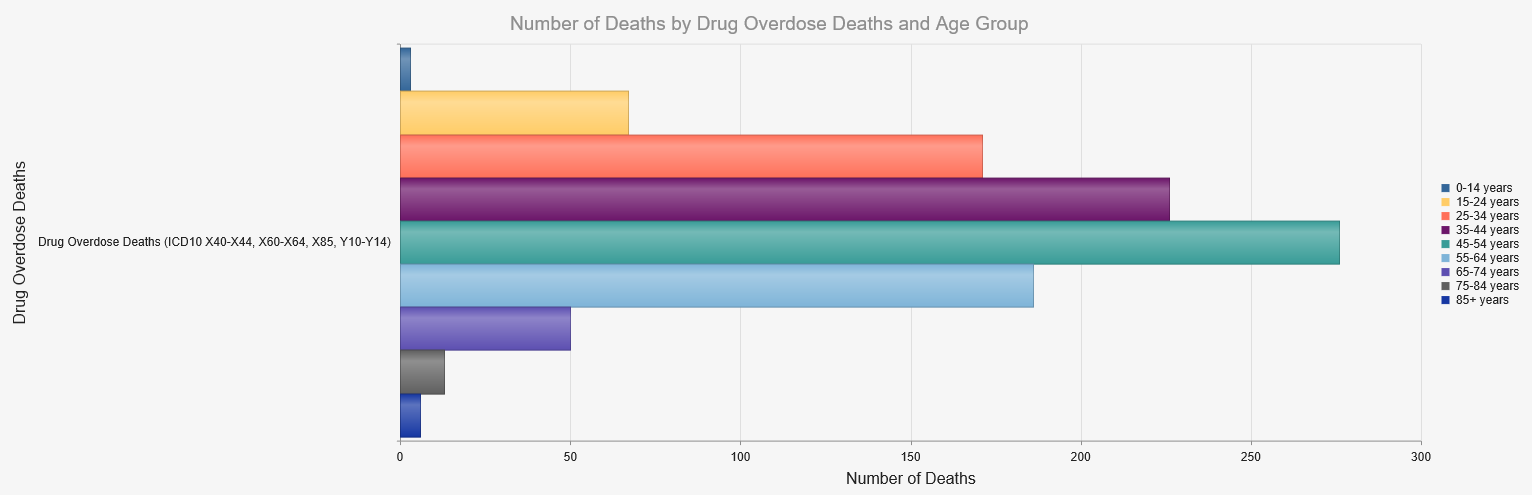 Number of Deaths by Drug Overdose Deaths and Age Group
Drug Overdose Deaths
Drug Overdose Deaths (ICD10 X40-X44, X60-X64, X85, Y10-Y14)
0-14 years
15-24 years
25-34 years
35-44 years
45-54 years
55-64 years
65-74 years
75-84 years
85+ years
0 50 100 150 200 250 300
Number of Deaths